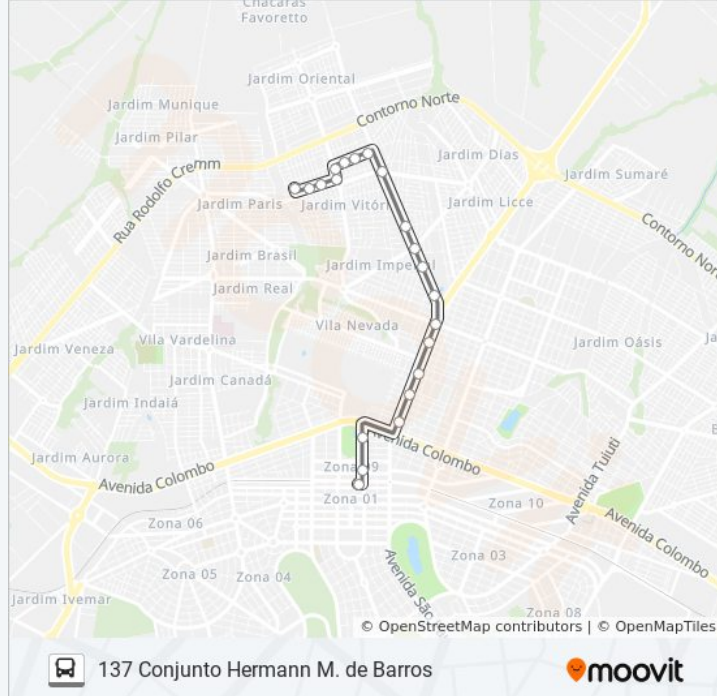 Chácaras
Favoretto
Jardim Oriental
Contorno Norte
Jardim Munique
Jardim Pilar
Jardim Dias
Jardim Sumaré
Rua Rodolfo Cremm
Jardim Paris
Jardim Vitóri
Jardim Licce
Contorno Nort
Jardim Brasil
Jardim Imperial
Jardim Real
Vila Nevada
Vila Vardelina
Jardim Oásis
Jardim Veneza
Jardim Canadá
Jardim Indaiá
Avenida Tuiuti
Jardim Aurora
Avenida Colombo
Avenida Colombo
Zona 09
Zona 01
Zona 10
Avenida Colombo
Zona 06
Zona 03
Zona 05
Zona 04
Avenida São
Jardim Ivemar
Zona 08
© OpenStreetMap contributors | © OpenMapTiles
137 Conjunto Hermann M. de Barros
moovit